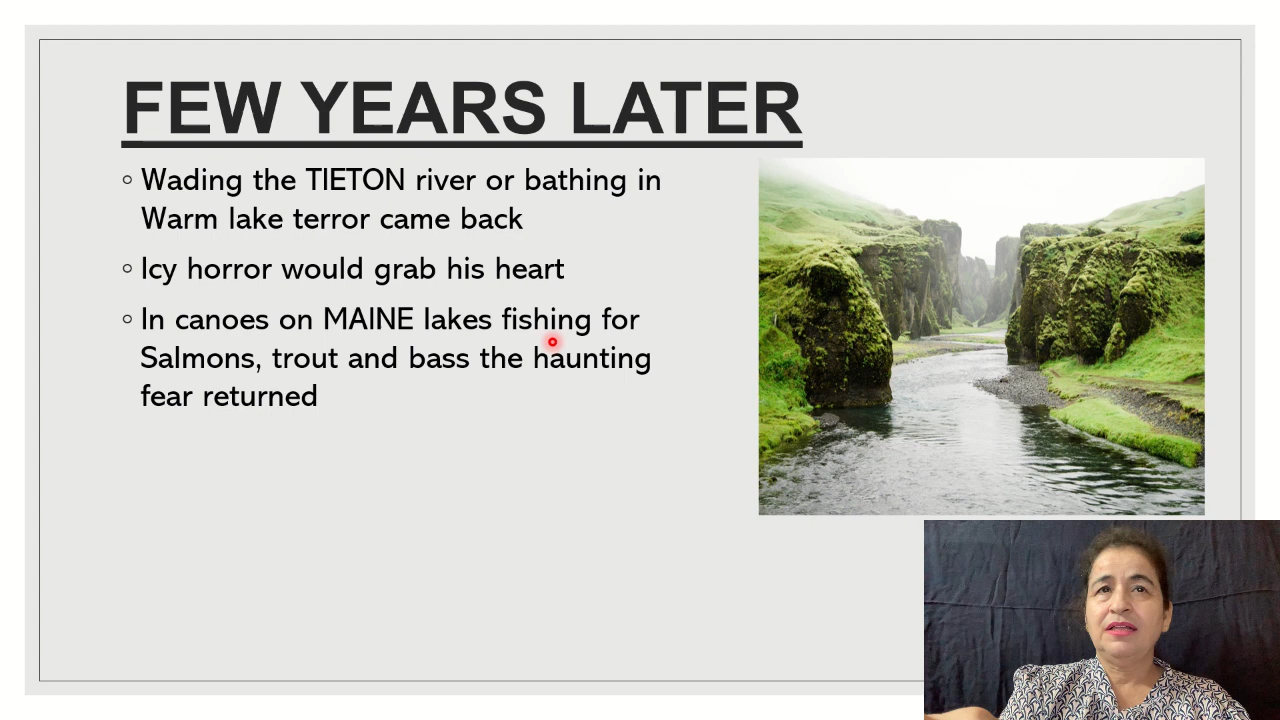 FEW YEARS LATER
◦ Wading the TIETON river or bathing in
Warm lake terror came back
◦ Icy horror would grab his heart
◦ In canoes on MAINE lakes fishing for
Salmons, trout and bass the haunting
fear returned